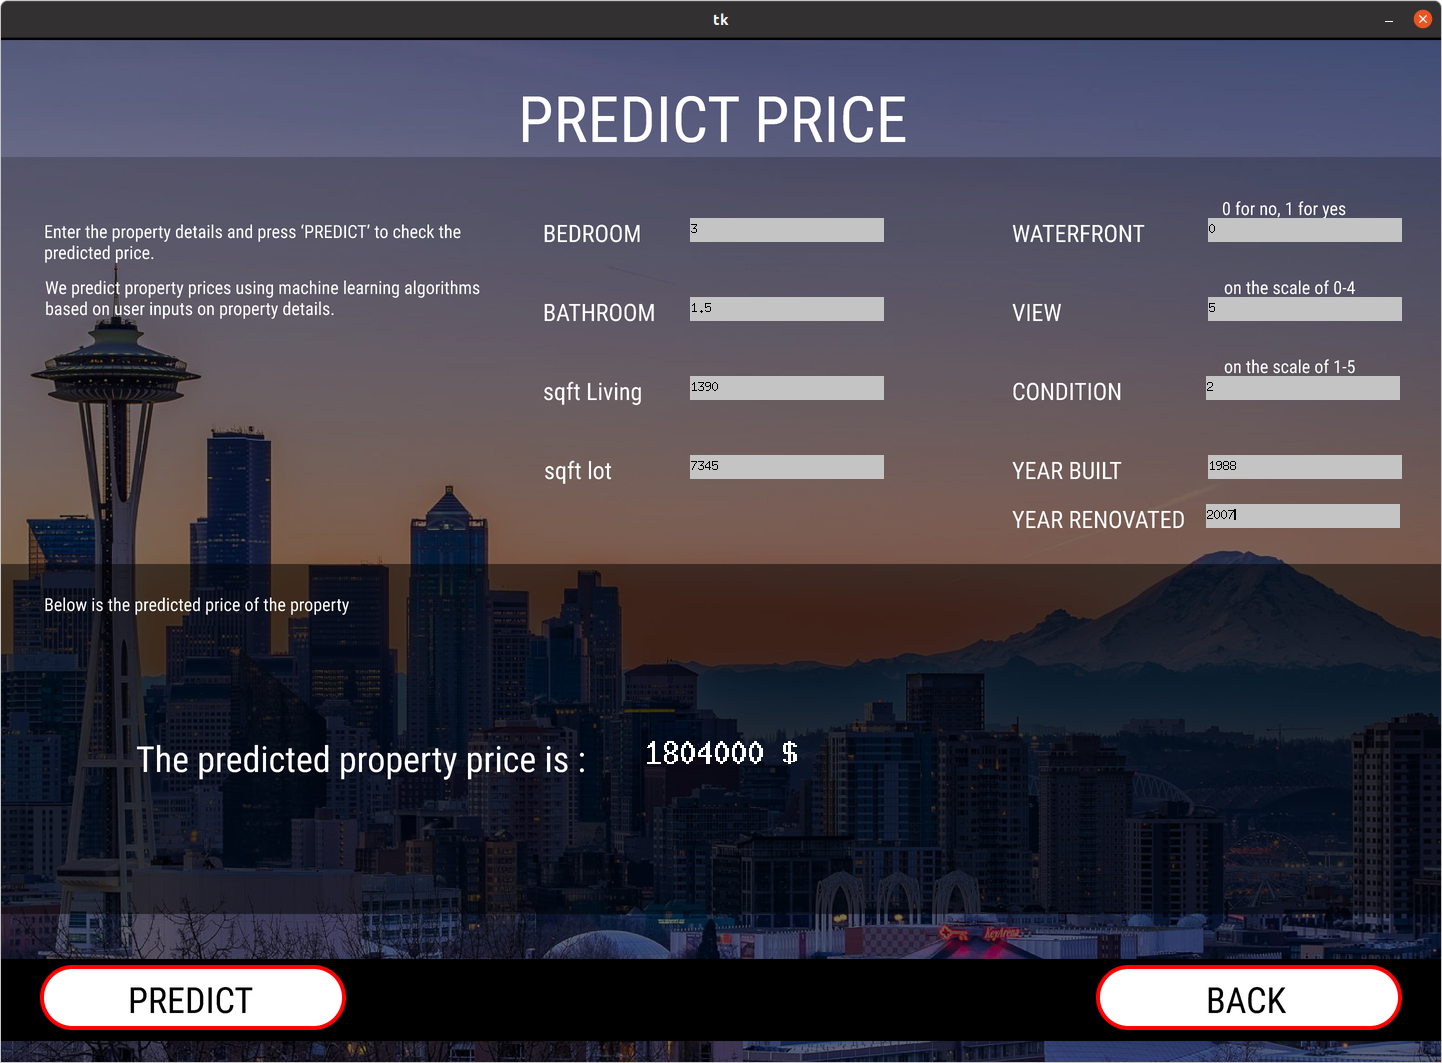 tk
PREDICT PRICE
Enter the property details and press ‘PREDICT’ to check the
predicted price.
We predict property prices using machine learning algorithms
based on user inputs on property details.
BEDROOM 3
BATHROOM 1.5
sqft Living 1390
sqft lot 7345
0 for no, 1 for yes
WATERFRONT 0
on the scale of 0-4
VIEW 5
on the scale of 1-5
CONDITION 2
YEAR BUILT 1988
YEAR RENOVATED 2007
Below is the predicted price of the property
The predicted property price is : 1804000 $
KeyArena
PREDICT
BACK